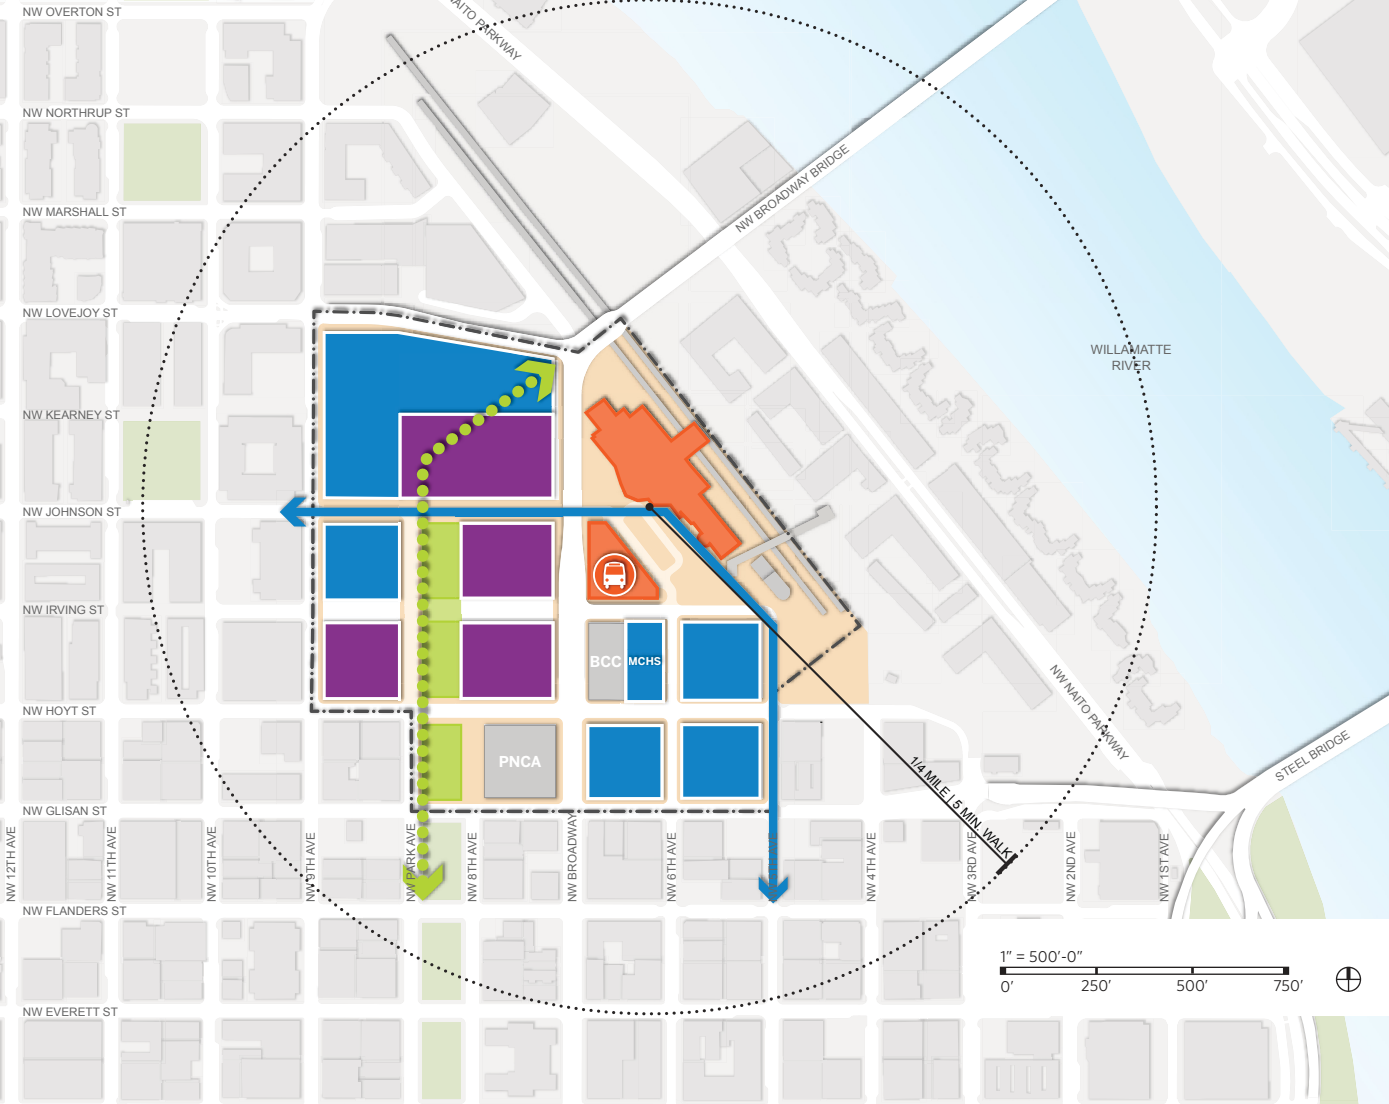 NW OVERTON ST
NAITO PARKWAY
NW NORTHRUP ST
NW BROADWAY BRIDGE
NW MARSHALL ST
NW LOVEJOY ST
WILLAMATTE
RIVER
NW KEARNEY ST
NW JOHNSON ST
NW IRVING ST
BCC
MCHS
NW HOYT ST
NW NAITO PARKWAY
STEEL BRIDGE
PNCA
1/4 MILE | 5 MIN. WALK
NW GLISAN ST
NW 12TH AVE
NW 11TH AVE
NW 10TH AVE
NW 9TH AVE
NW PARK AVE
NW 8TH AVE
NW BROADWAY
NW 6TH AVE
NW 4TH AVE
NW 3RD AVE
NW 2ND AVE
NW 1ST AVE
NW FLANDERS ST
1" = 500'-0"
0' 250' 500' 750'
NW EVERETT ST